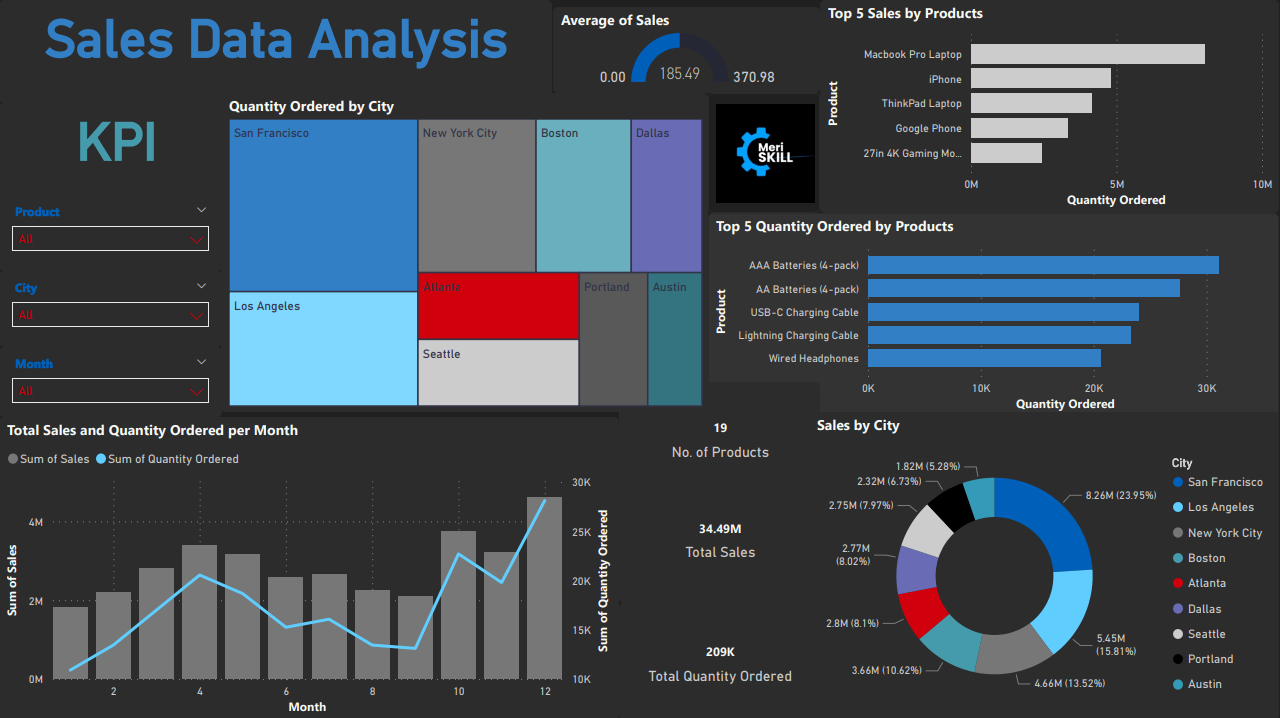 Sales Data Analysis
KPI
Product
All
City
All
Month
All
Quantity Ordered by City
San Francisco
New York City
Boston
Dallas
Los Angeles
Atlanta
Portland
Austin
Seattle
Average of Sales
0.00
185.49
370.98
Meri
SKILL
Top 5 Sales by Products
Product
Macbook Pro Laptop
iPhone
ThinkPad Laptop
Google Phone
27in 4K Gaming Mo...
0M 5M 10M
Quantity Ordered
Top 5 Quantity Ordered by Products
Product
AAA Batteries (4-pack)
AA Batteries (4-pack)
USB-C Charging Cable
Lightning Charging Cable
Wired Headphones
0K 10K 20K 30K
Quantity Ordered
Total Sales and Quantity Ordered per Month
Sum of Sales Sum of Quantity Ordered
Sum of Sales
4M
2M
0M
30K
25K
20K
15K
10K
Sum of Quantity Ordered
2 4 6 8 10 12
Month
19
No. of Products
34.49M
Total Sales
209K
Total Quantity Ordered
Sales by City
1.82M (5.28%)
2.32M (6.73%)
2.75M (7.97%)
2.77M
(8.02%)
2.8M (8.1%)
3.66M (10.62%)
4.66M (13.52%)
5.45M
(15.81%)
8.26M (23.95%)
City
San Francisco
Los Angeles
New York City
Boston
Atlanta
Dallas
Seattle
Portland
Austin